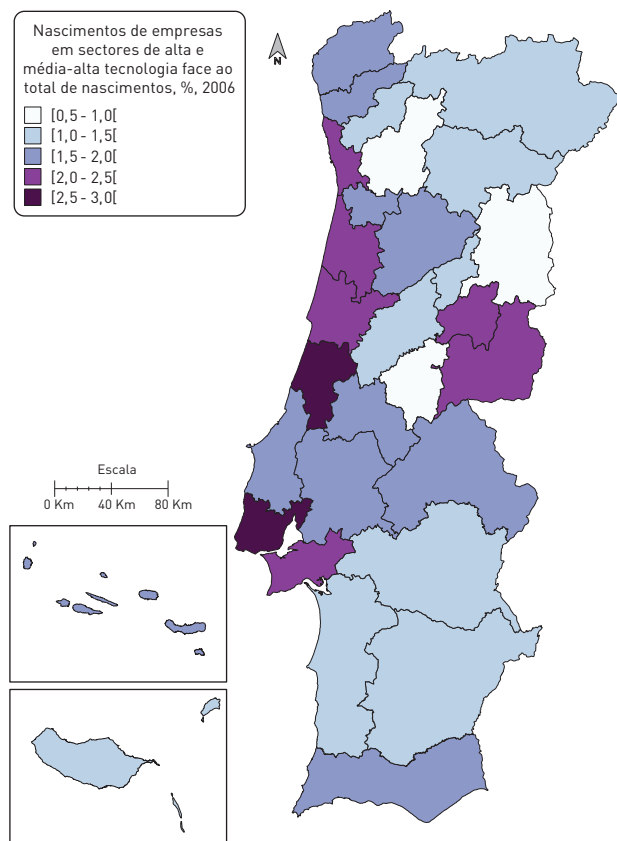 Nascimentos de empresas
em sectores de alta e
média-alta tecnologia face ao
total de nascimentos, %, 2006
[0,5 - 1,0[
[1,0 - 1,5[
[1,5 - 2,0[
[2,0 - 2,5[
[2,5 - 3,0[
N
Escala
0 Km 40 Km 80 Km